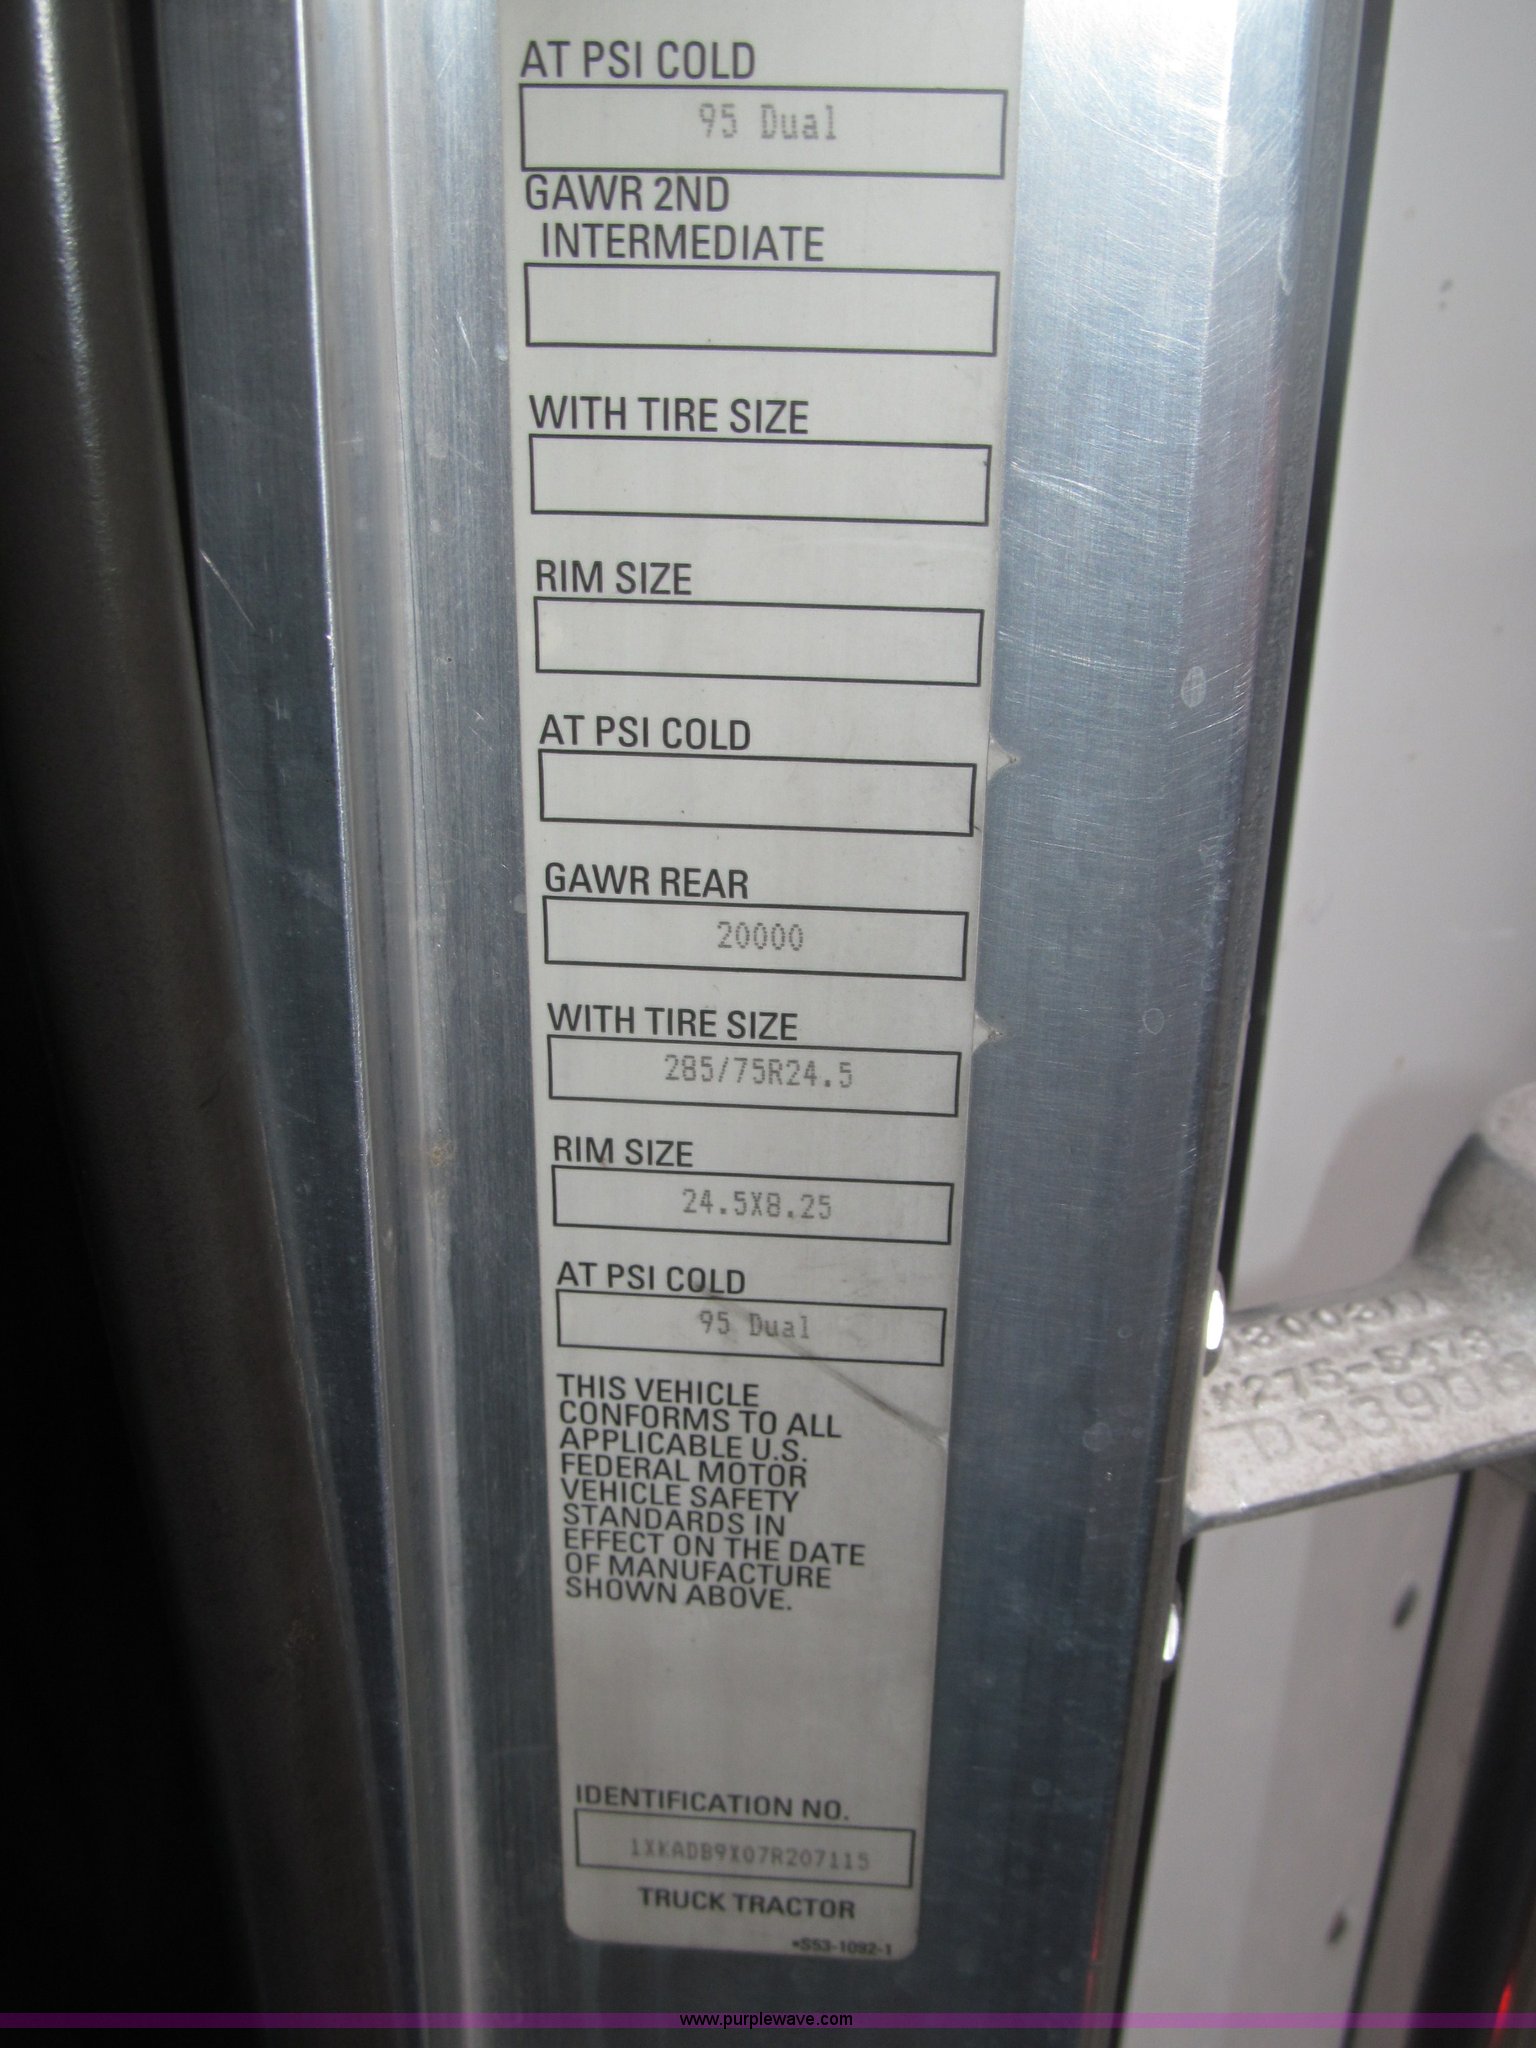 AT PSI COLD
95 Dual
GAWR 2ND
INTERMEDIATE
WITH TIRE SIZE
RIM SIZE
AT PSI COLD
GAWR REAR
20000
WITH TIRE SIZE
285/75R24.5
RIM SIZE
24.5X8.25
AT PSI COLD
95 Dual
THIS VEHICLE
CONFORMS TO ALL
APPLICABLE U.S.
FEDERAL MOTOR
VEHICLE SAFETY
STANDARDS IN
EFFECT ON THE DATE
OF MANUFACTURE
SHOWN ABOVE.
IDENTIFICATION NO.
1XKADB9X07R207115
TRUCK TRACTOR
*S53-1092-1
www.purplewave.com